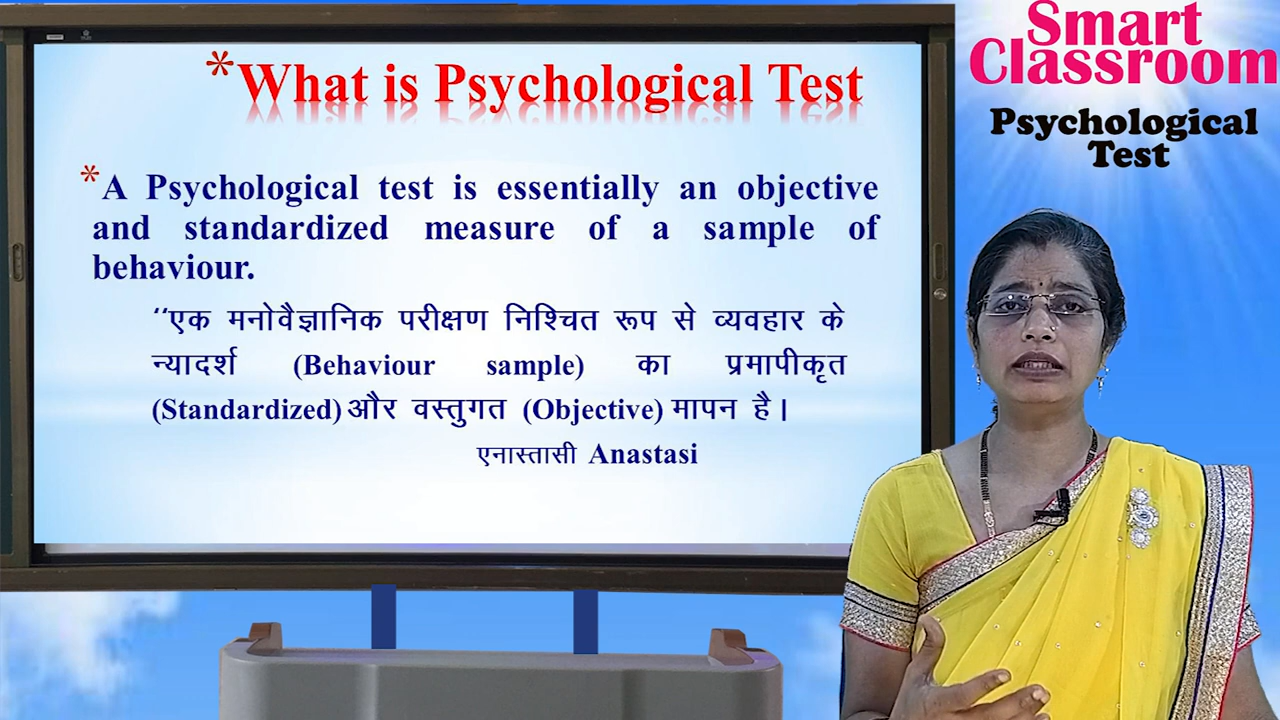 *What is Psychological Test
*A Psychological test is essentially an objective
and standardized measure of a sample of
behaviour.
‘‘एक मनोवैज्ञानिक परीक्षण निश्चित रूप से व्यवहार के
न्यादर्श (Behaviour sample) का प्रमापीकृत
(Standardized) और वस्तुगत (Objective) मापन है।
एनास्तासी Anastasi
Smart
Classroom
Psychological
Test